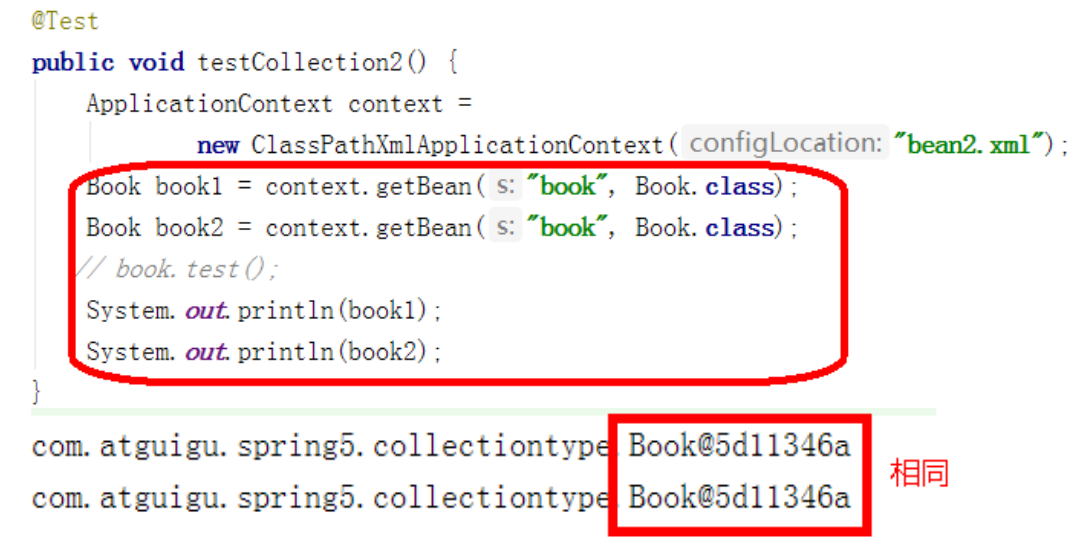 @Test
public void testCollection2() {
ApplicationContext context =
new ClassPathXmlApplicationContext( configLocation: "bean2.xml");
Book book1 = context.getBean( s: "book", Book.class);
Book book2 = context.getBean( s: "book", Book.class);
// book.test();
System.out.println(book1);
System.out.println(book2);
}
com.atguigu.spring5.collectiontype.Book@5d11346a
com.atguigu.spring5.collectiontype.Book@5d11346a
相同